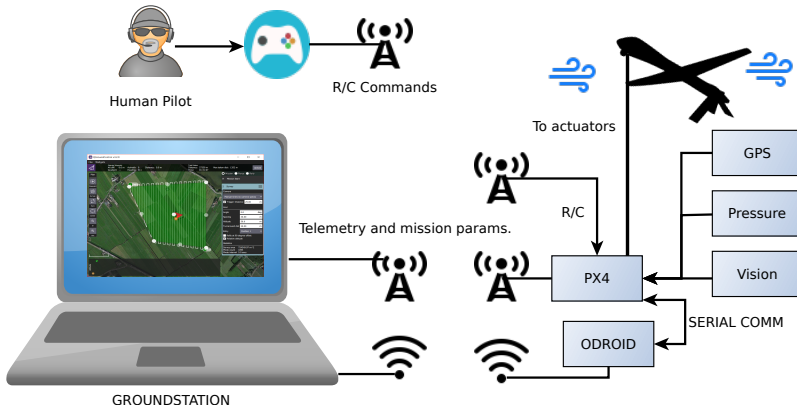 Human Pilot
R/C Commands
To actuators
GPS
R/C
Pressure
Telemetry and mission params.
PX4
Vision
SERIAL COMM
ODROID
GROUNDSTATION